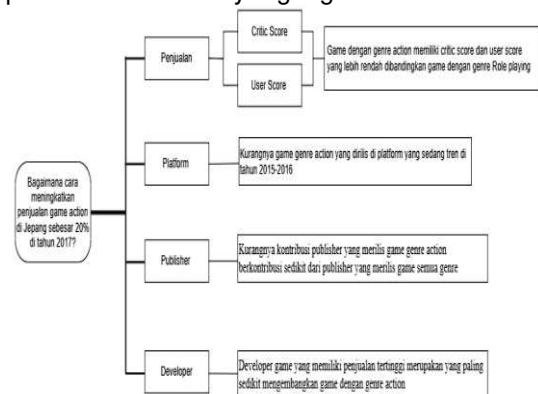 Bagaimana cara
meningkatkan
penjualan game action
di Jepang sebesar 20%
di tahun 2017?
Penjualan
Critic Score
User Score
Game dengan genre action memiliki critic score dan user score
yang lebih rendah dibandingkan game dengan genre Role playing
Platform
Kurangnya game genre action yang dirilis di platform yang sedang tren di
tahun 2015-2016
Publisher
Kurangnya kontribusi publisher yang merilis game genre action
berkontribusi sedikit dari publisher yang merilis game semua genre
Developer
Developer game yang memiliki penjualan tertinggi merupakan yang paling
sedikit mengembangkan game dengan genre action